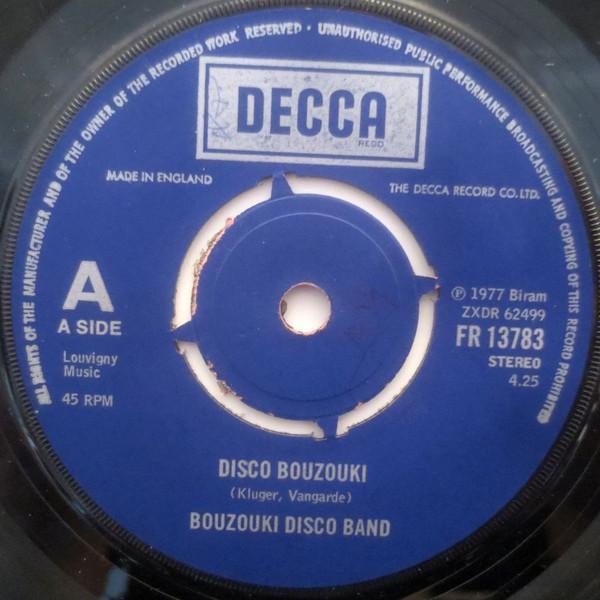 ALL RIGHTS OF THE MANUFACTURER AND OF THE OWNER OF THE RECORDED WORK RESERVED · UNAUTHORISED PUBLIC PERFORMANCE BROADCASTING AND COPYING OF THIS RECORD PROHIBITED
DECCA
REGD.
MADE IN ENGLAND
THE DECCA RECORD CO. LTD.
A
A SIDE
Louvigny
Music
45 RPM
℗ 1977 Biram
ZXDR 62499
FR 13783
STEREO
4.25
DISCO BOUZOUKI
(Kluger, Vangarde)
BOUZOUKI DISCO BAND